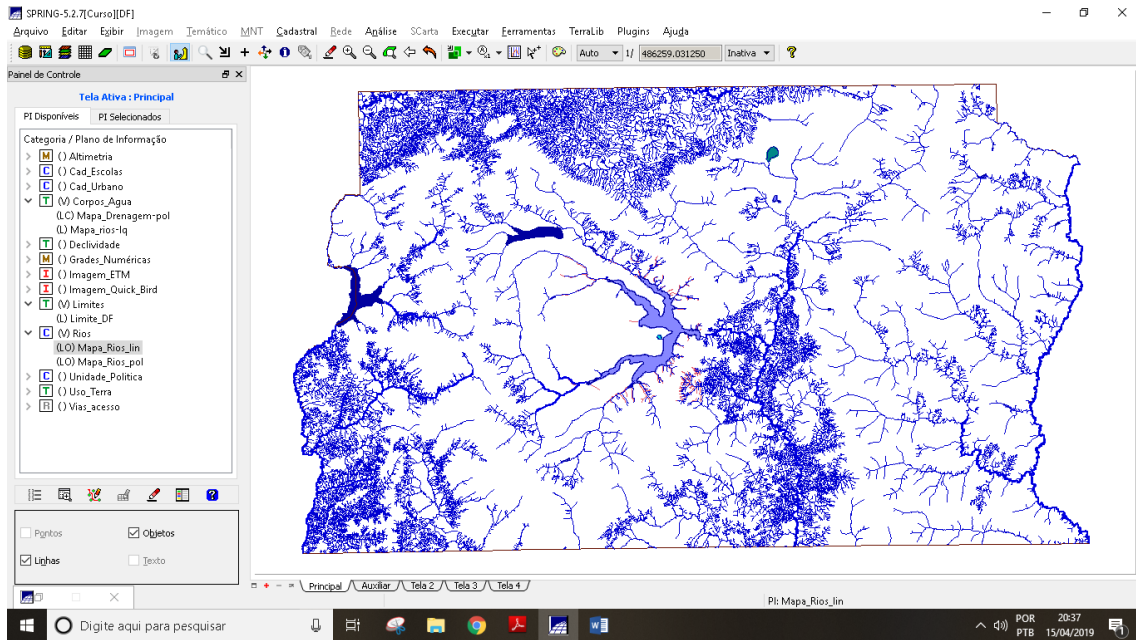 SPRING-5.2.7[Curso][DF]
Arquivo Editar Exibir Imagem Temático MNT Cadastral Rede Análise SCarta Executar Ferramentas TerraLib Plugins Ajuda
Auto 1/ 486259.031250 Inativa
Painel de Controle
Tela Ativa : Principal
PI Disponíveis PI Selecionados
Categoria / Plano de Informação
M () Altimetria
C () Cad_Escolas
C () Cad_Urbano
T (V) Corpos_Agua
(LC) Mapa_Drenagem-pol
(L) Mapa_rios-lq
T () Declividade
M () Grades_Numéricas
I () Imagem_ETM
I () Imagem_Quick_Bird
T (V) Limites
(L) Limite_DF
C (V) Rios
(LO) Mapa_Rios_lin
(LO) Mapa_Rios_pol
C () Unidade_Politica
T () Uso_Terra
R () Vias_acesso
Pontos Objetos
Linhas Texto
Principal Auxiliar Tela 2 Tela 3 Tela 4
PI: Mapa_Rios_lin
Digite aqui para pesquisar
POR
PTB
20:37
15/04/2019